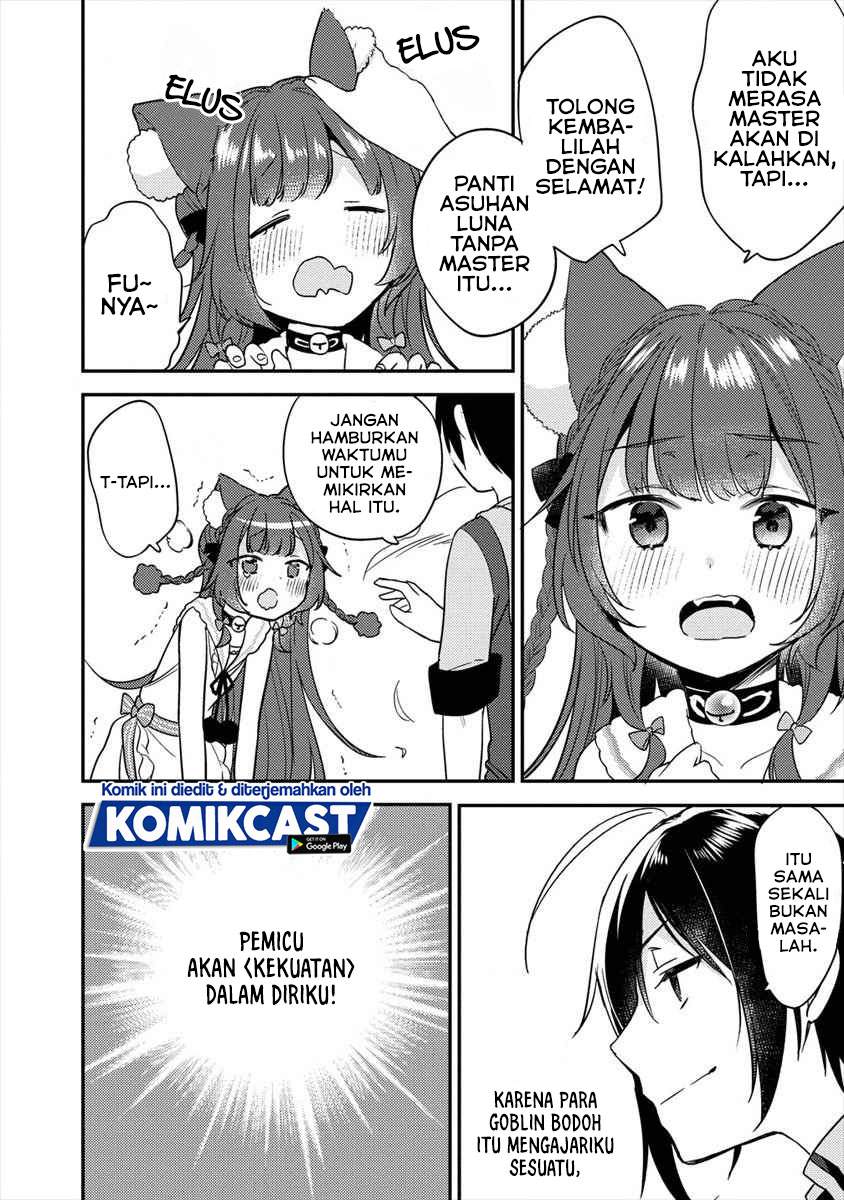 AKU
TIDAK
MERASA
MASTER
AKAN DI
KALAHKAN,
TAPI...
TOLONG
KEMBA-
LILAH
DENGAN
SELAMAT!
PANTI
ASUHAN
LUNA
TANPA
MASTER
ITU...
ELUS
ELUS
FU~
NYA~
JANGAN
HAMBURKAN
WAKTUMU
UNTUK ME-
MIKIRKAN
HAL ITU.
T-TAPI...
ITU
SAMA
SEKALI
BUKAN
MASA-
LAH.
KARENA PARA
GOBLIN BODOH
ITU MENGAJARIKU
SESUATU,
Komik ini diedit & diterjemahkan oleh
KOMIKCAST
GET IT ON
Google Play
PEMICU
AKAN <KEKUATAN>
DALAM DIRIKU!